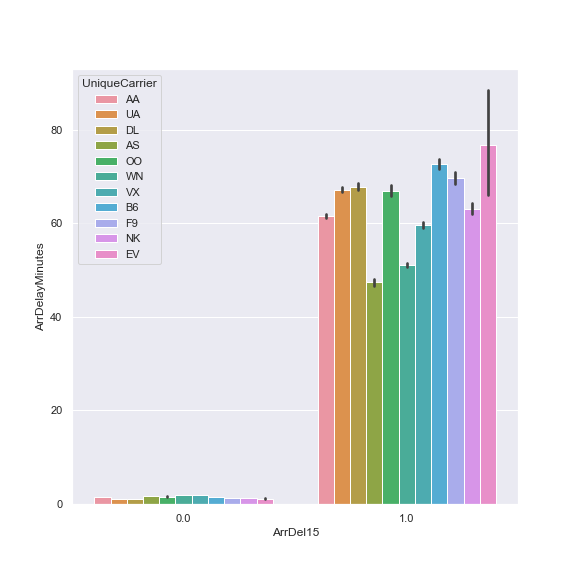 UniqueCarrier
AA
UA
DL
AS
OO
WN
VX
B6
F9
NK
EV
80
60
40
20
0
ArrDelayMinutes
0.0
1.0
ArrDel15